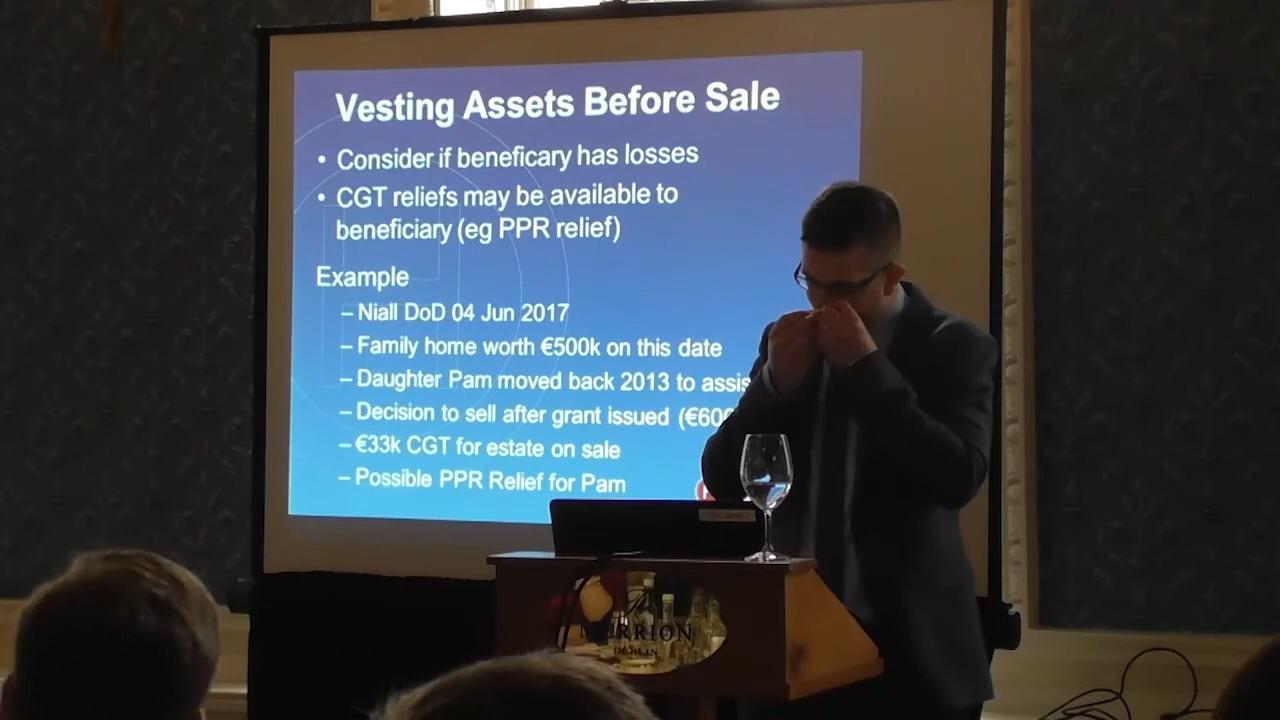 Vesting Assets Before Sale
• Consider if beneficary has losses
• CGT reliefs may be available to
beneficiary (eg PPR relief)
Example
– Niall DoD 04 Jun 2017
– Family home worth €500k on this date
– Daughter Pam moved back 2013 to assis
– Decision to sell after grant issued (€600
– €33k CGT for estate on sale
– Possible PPR Relief for Pam
MERRION
DUBLIN